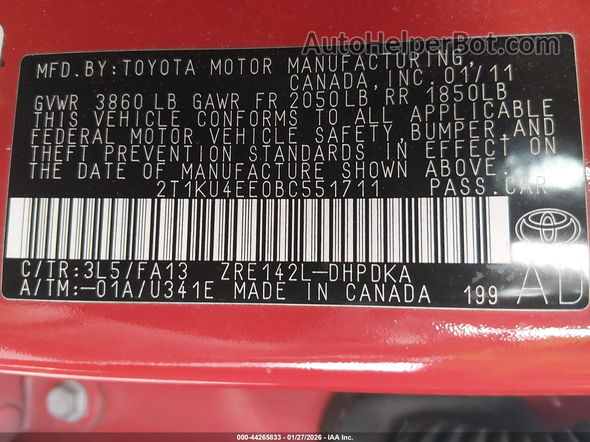 AutoHelperBot.com
MFD. BY: TOYOTA MOTOR MANUFACTURING,
CANADA, INC. 01/11
GVWR 3860 LB GAWR FR 2050LB, RR 1850LB
THIS VEHICLE CONFORMS TO ALL APPLICABLE
FEDERAL MOTOR VEHICLE SAFETY, BUMPER, AND
THEFT PREVENTION STANDARDS IN EFFECT ON
THE DATE OF MANUFACTURE SHOWN ABOVE.
2T1KU4EE0BC551711 PASS. CAR
C/TR: 3L5/FA13 ZRE142L-DHPDKA
A/TM: -01A/U341E MADE IN CANADA 199 AD
000-44265833 - 01/27/2026 - IAA Inc.